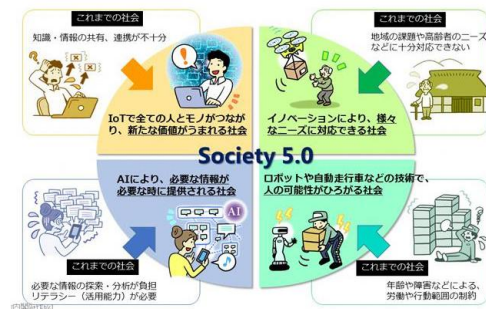 これまでの社会
知識・情報の共有、連携が不十分
IoTで全ての人とモノがつなが
り、新たな価値がうまれる社会
これまでの社会
地域の課題や高齢者のニーズ
などに十分対応できない
イノベーションにより、様々
なニーズに対応できる社会
Society 5.0
AIにより、必要な情報が
必要な時に提供される社会
AI
これまでの社会
必要な情報の探索・分析が負担
リテラシー(活用能力)が必要
ロボットや自動走行車などの技術で、
人の可能性がひろがる社会
これまでの社会
年齢や障害などによる、
労働や行動範囲の制約